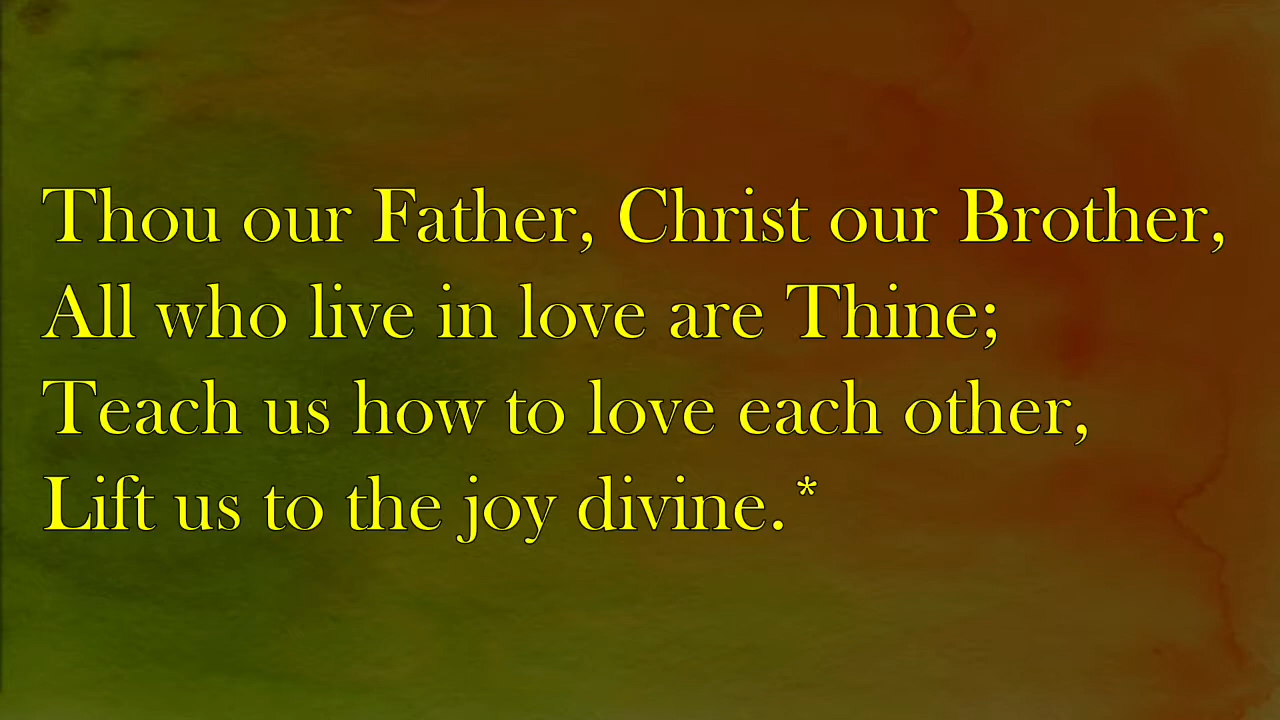 Thou our Father, Christ our Brother,
All who live in love are Thine;
Teach us how to love each other,
Lift us to the joy divine.*